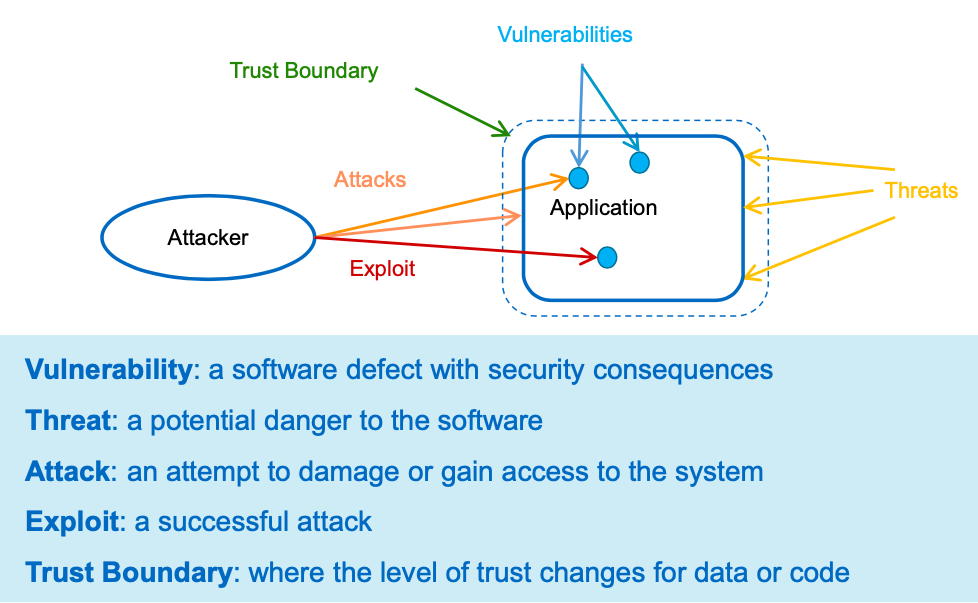 Vulnerabilities
Trust Boundary
Attacks
Threats
Application
Attacker
Exploit
Vulnerability: a software defect with security consequences
Threat: a potential danger to the software
Attack: an attempt to damage or gain access to the system
Exploit: a successful attack
Trust Boundary: where the level of trust changes for data or code